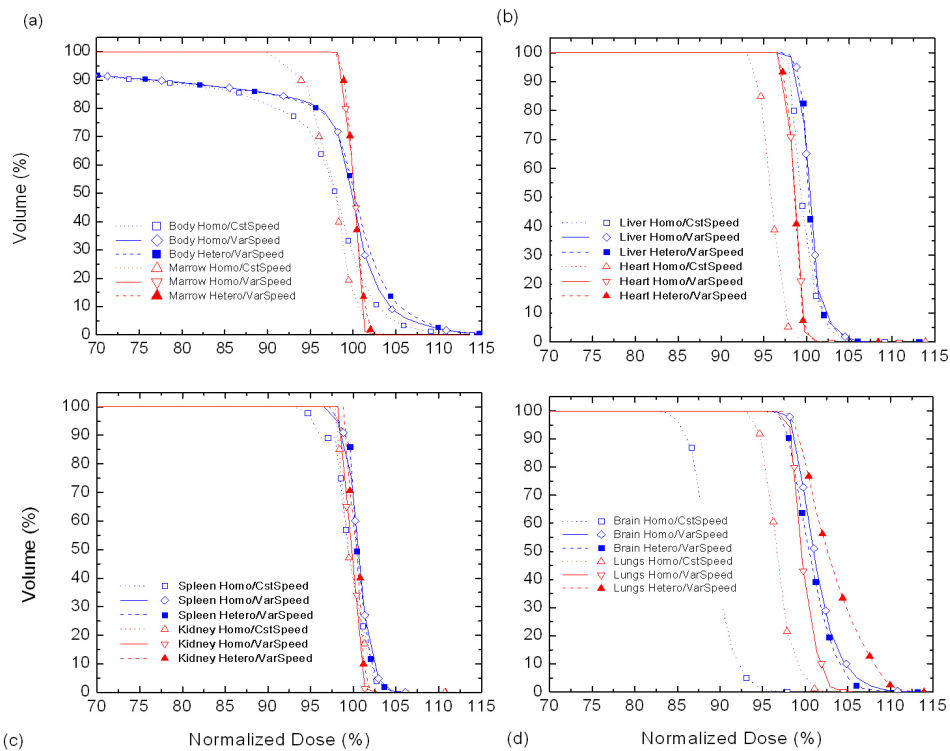 (a)
100
90
80
70
60
50
40
30
20
10
0
Volume (%)
Body Homo/CstSpeed
Body Homo/VarSpeed
Body Hetero/VarSpeed
Marrow Homo/CstSpeed
Marrow Homo/VarSpeed
Marrow Hetero/VarSpeed
70 75 80 85 90 95 100 105 110 115
(b)
100
90
80
70
60
50
40
30
20
10
0
Liver Homo/CstSpeed
Liver Homo/VarSpeed
Liver Hetero/VarSpeed
Heart Homo/CstSpeed
Heart Homo/VarSpeed
Heart Hetero/VarSpeed
70 75 80 85 90 95 100 105 110 115
100
90
80
70
60
50
40
30
20
10
0
Volume (%)
Spleen Homo/CstSpeed
Spleen Homo/VarSpeed
Spleen Hetero/VarSpeed
Kidney Homo/CstSpeed
Kidney Homo/VarSpeed
Kidney Hetero/VarSpeed
70 75 80 85 90 95 100 105 110 115
(c)
Normalized Dose (%)
100
90
80
70
60
50
40
30
20
10
0
Brain Homo/CstSpeed
Brain Homo/VarSpeed
Brain Hetero/VarSpeed
Lungs Homo/CstSpeed
Lungs Homo/VarSpeed
Lungs Hetero/VarSpeed
70 75 80 85 90 95 100 105 110 115
(d)
Normalized Dose (%)